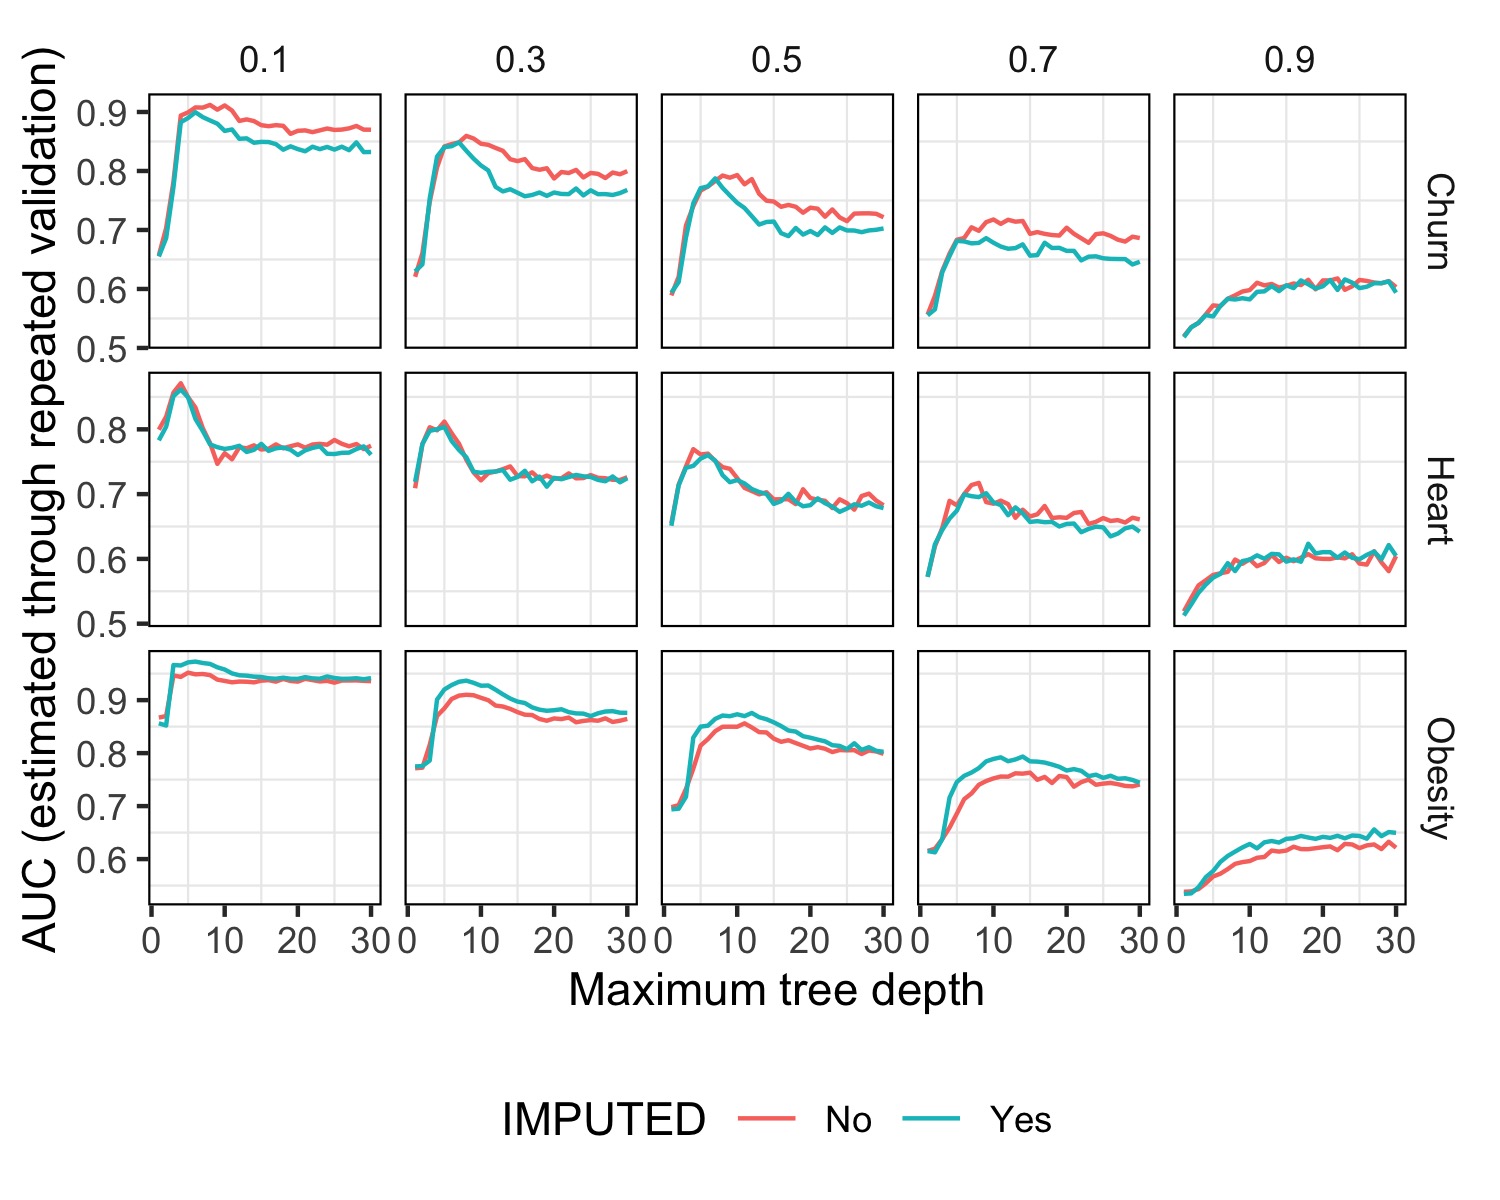 0.1 0.3 0.5 0.7 0.9
AUC (estimated through repeated validation)
0.9
0.8
0.7
0.6
0.5
Churn
0.8
0.7
0.6
0.5
Heart
0.9
0.8
0.7
0.6
Obesity
0 10 20 30 0 10 20 30 0 10 20 30 0 10 20 30 0 10 20 30
Maximum tree depth
IMPUTED No Yes